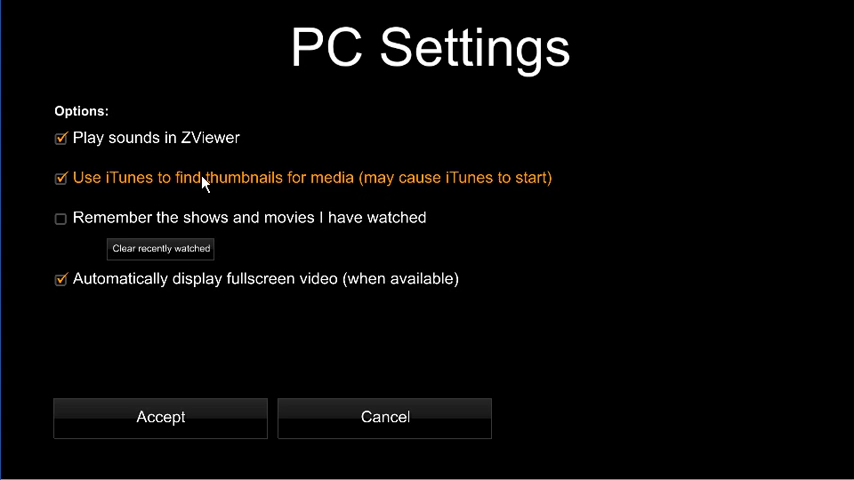 PC Settings
Options:
Play sounds in ZViewer
Use iTunes to find thumbnails for media (may cause iTunes to start)
Remember the shows and movies I have watched
Clear recently watched
Automatically display fullscreen video (when available)
Accept
Cancel